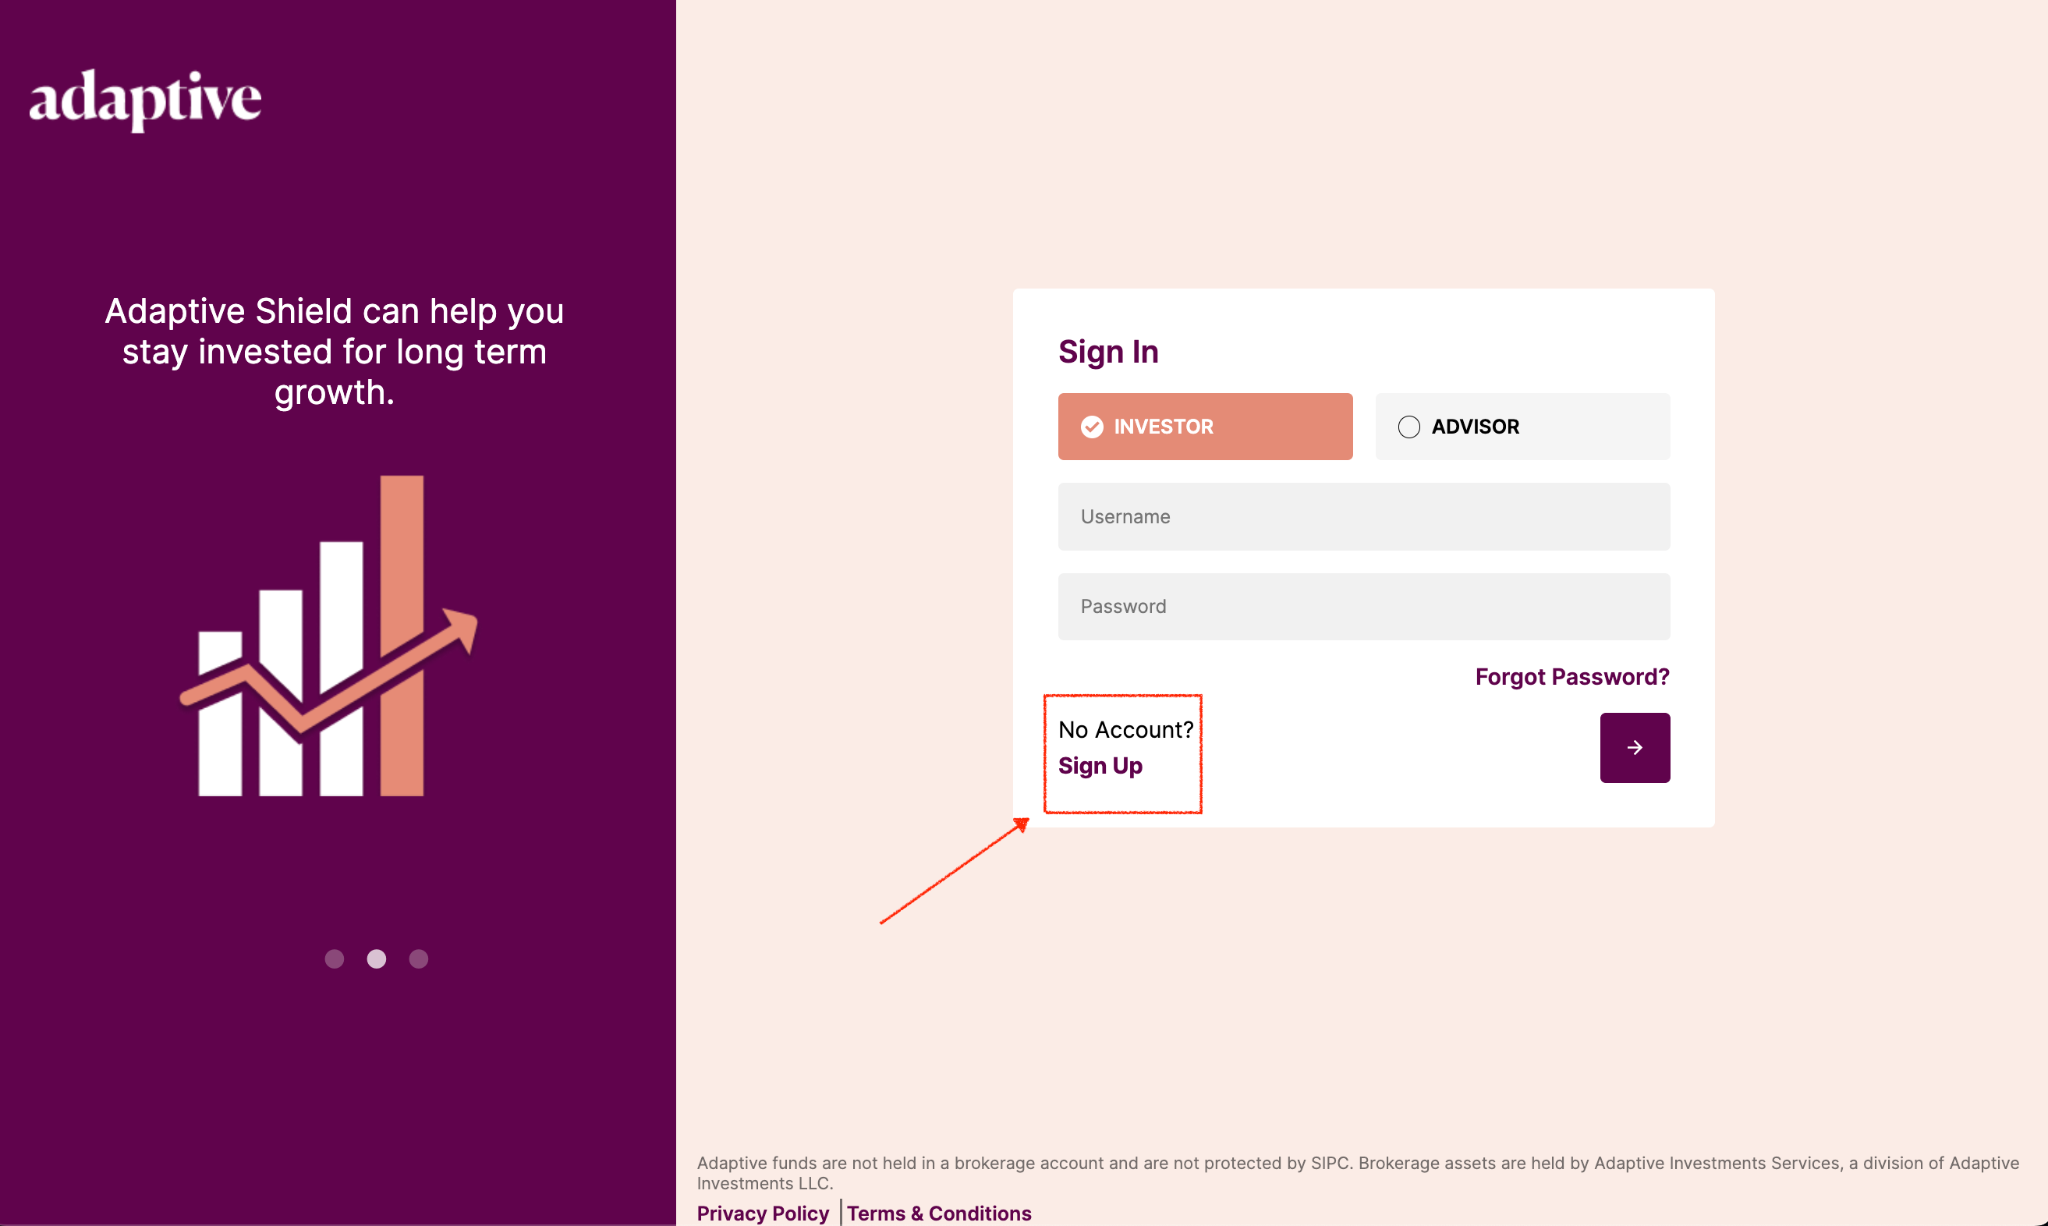 adaptive
Adaptive Shield can help you
stay invested for long term
growth.
Sign In
INVESTOR
ADVISOR
Username
Password
Forgot Password?
No Account?
Sign Up
Adaptive funds are not held in a brokerage account and are not protected by SIPC. Brokerage assets are held by Adaptive Investments Services, a division of Adaptive
Investments LLC.
Privacy Policy | Terms & Conditions